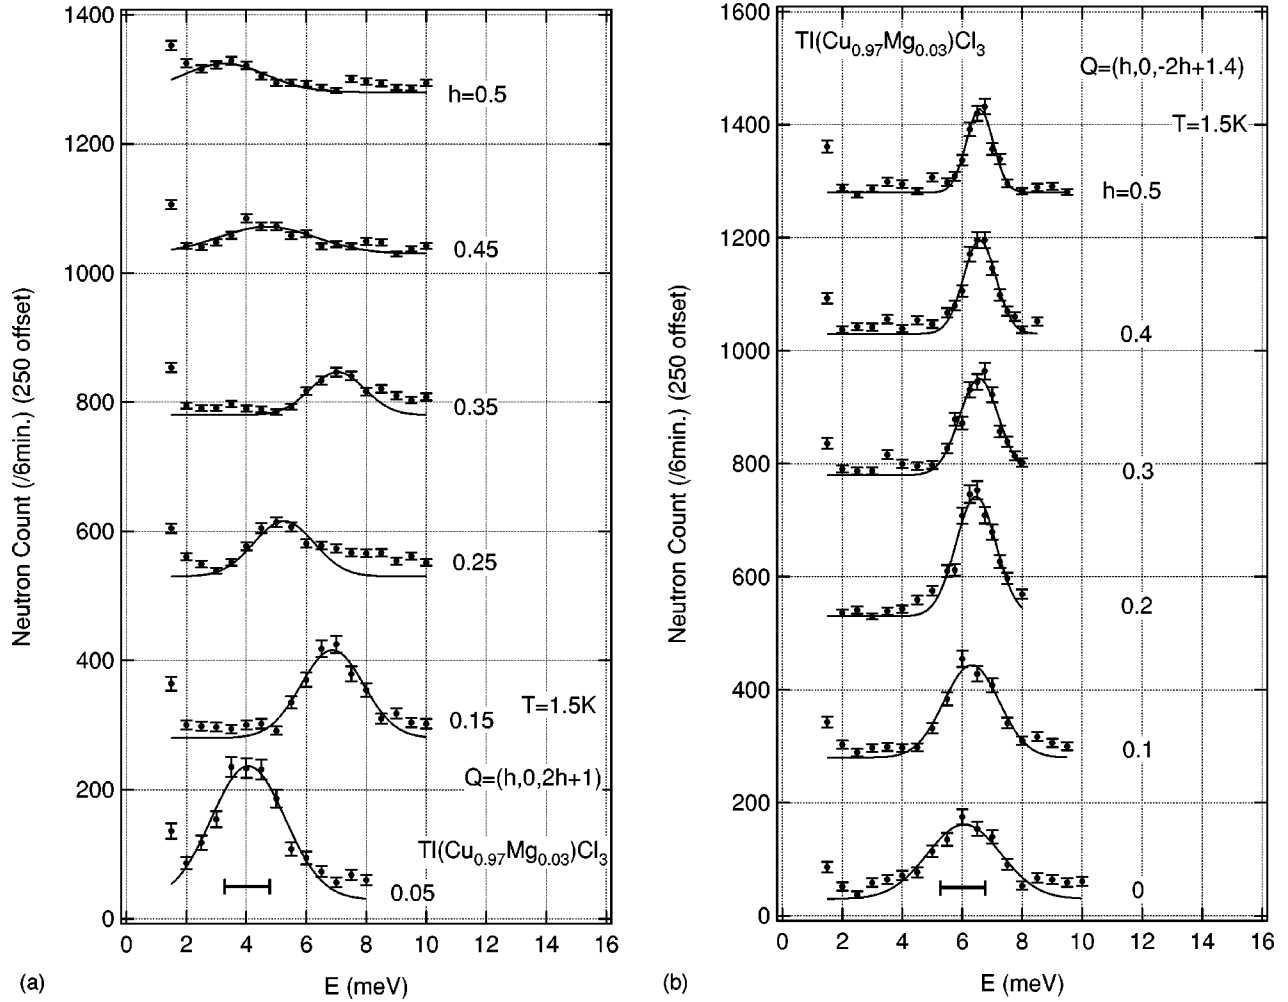 1400
1200
1000
800
600
400
200
0
Neutron Count (/6min.) (250 offset)
h=0.5
0.45
0.35
0.25
0.15
T=1.5K
Q=(h,0,2h+1)
Tl(Cu0.97Mg0.03)Cl3
0.05
0 2 4 6 8 10 12 14 16
(a)
E (meV)
1600
1400
1200
1000
800
600
400
200
0
Neutron Count (/6min.) (250 offset)
Tl(Cu0.97Mg0.03)Cl3
Q=(h,0,-2h+1.4)
T=1.5K
h=0.5
0.4
0.3
0.2
0.1
0
0 2 4 6 8 10 12 14 16
(b)
E (meV)